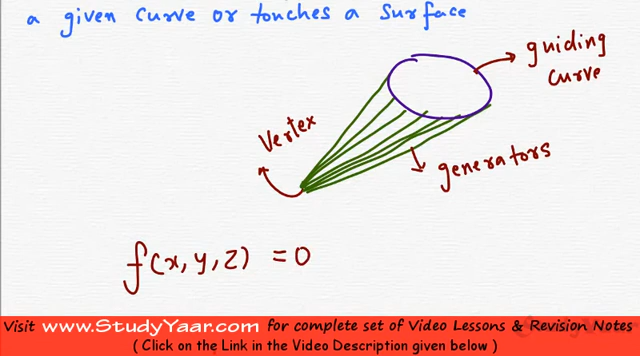 a given curve or touches a surface
guiding
curve
Vertex
generators
f(x, y, z) = 0
Visit www.StudyYaar.com for complete set of Video Lessons & Revision Notes
( Click on the Link in the Video Description given below )